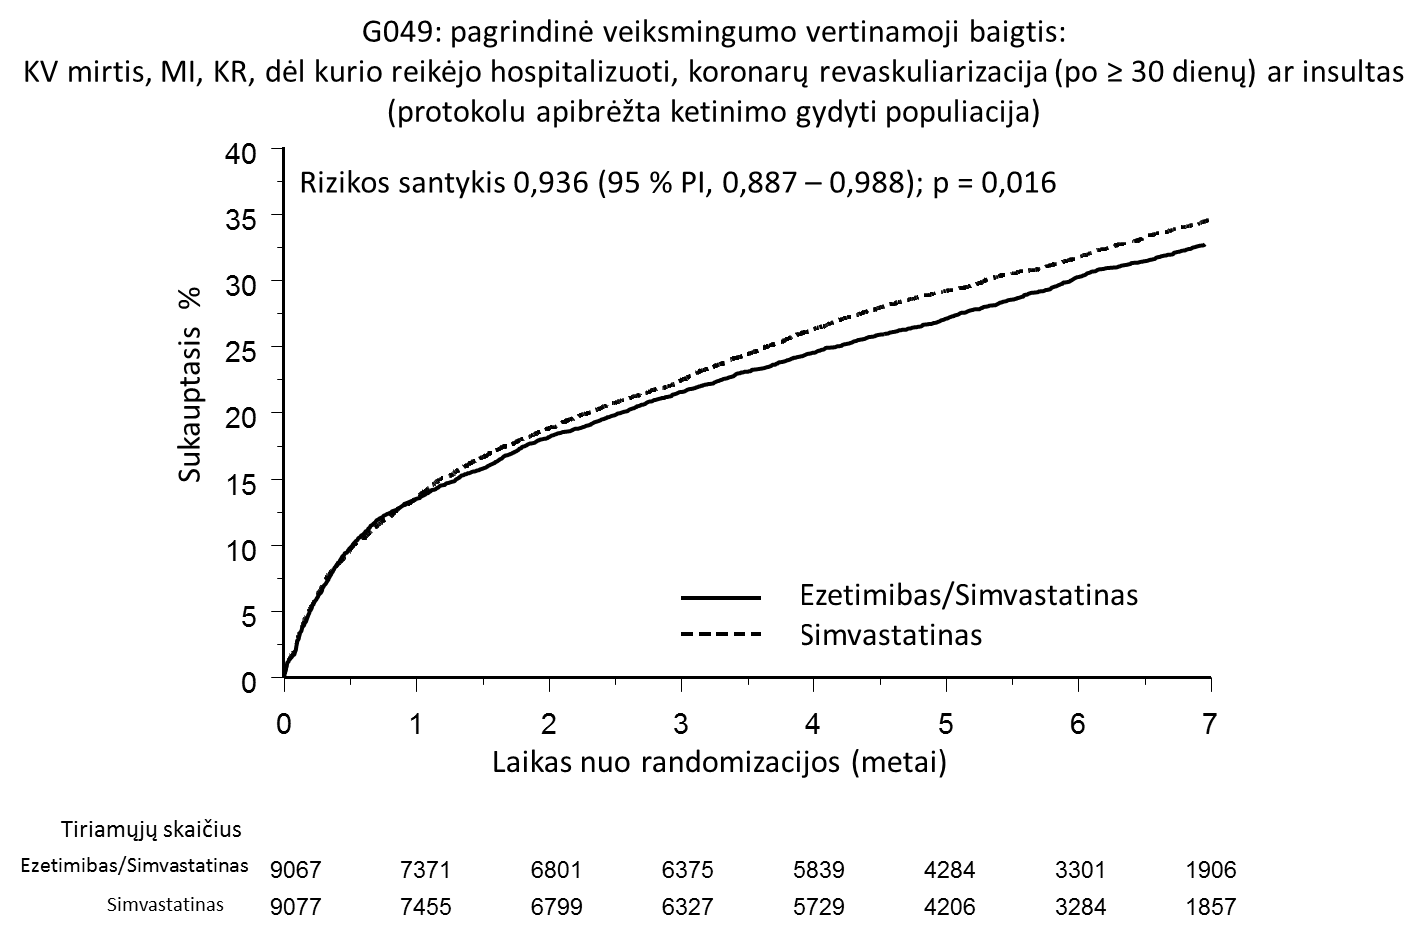 G049: pagrindinė veiksmingumo vertinamoji baigtis:
KV mirtis, MI, KR, dėl kurio reikėjo hospitalizuoti, koronarų revaskuliarizacija (po ≥ 30 dienų) ar insultas
(protokolu apibrėžta ketinimo gydyti populiacija)
Rizikos santykis 0,936 (95 % PI, 0,887 – 0,988); p = 0,016
Sukauptasis %
40
35
30
25
20
15
10
5
0
Ezetimibas/Simvastatinas
Simvastatinas
0 1 2 3 4 5 6 7
Laikas nuo randomizacijos (metai)
Tiriamųjų skaičius
Ezetimibas/Simvastatinas 9067 7371 6801 6375 5839 4284 3301 1906
Simvastatinas 9077 7455 6799 6327 5729 4206 3284 1857